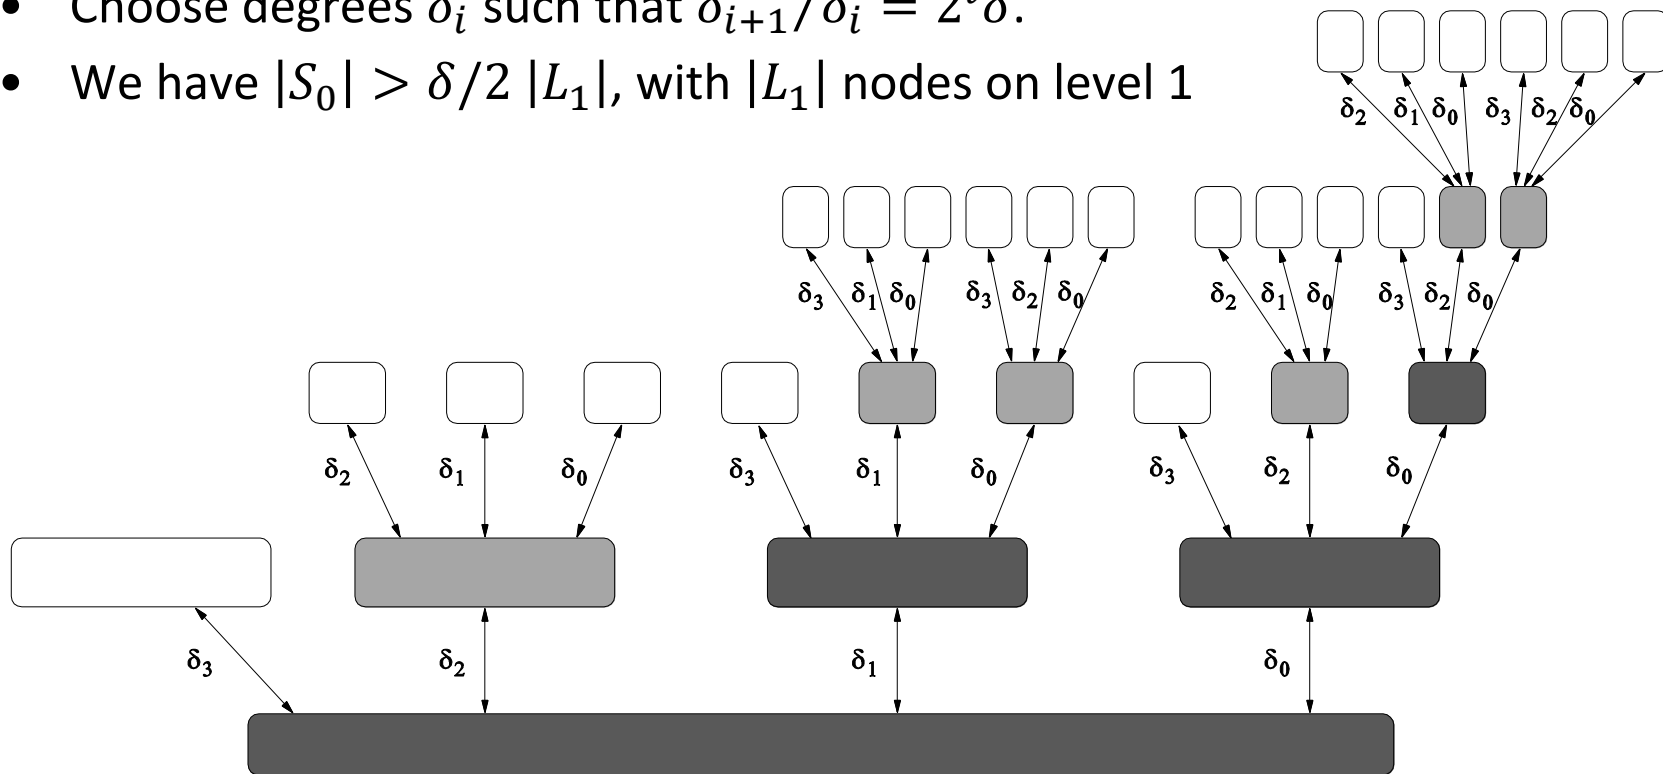 • Choose degrees δᵢ such that δᵢ₊₁/δᵢ = 2ⁱδ.
• We have |S₀| > δ/2 |L₁|, with |L₁| nodes on level 1
δ₂ δ₁ δ₀ δ₃ δ₂ δ₀
δ₃ δ₁ δ₀ δ₃ δ₂ δ₀ δ₂ δ₁ δ₀ δ₃ δ₂ δ₀
δ₂ δ₁ δ₀ δ₃ δ₁ δ₀ δ₃ δ₂ δ₀
δ₃ δ₂ δ₁ δ₀